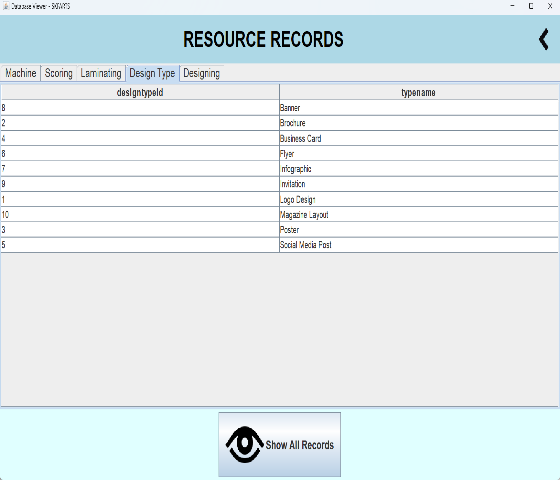 Database Viewer - SKFARTS
RESOURCE RECORDS
Machine Scoring Laminating Design Type Designing
designtypeid typename
8 Banner
2 Brochure
4 Business Card
6 Flyer
7 Infographic
9 Invitation
1 Logo Design
10 Magazine Layout
3 Poster
5 Social Media Post
Show All Records